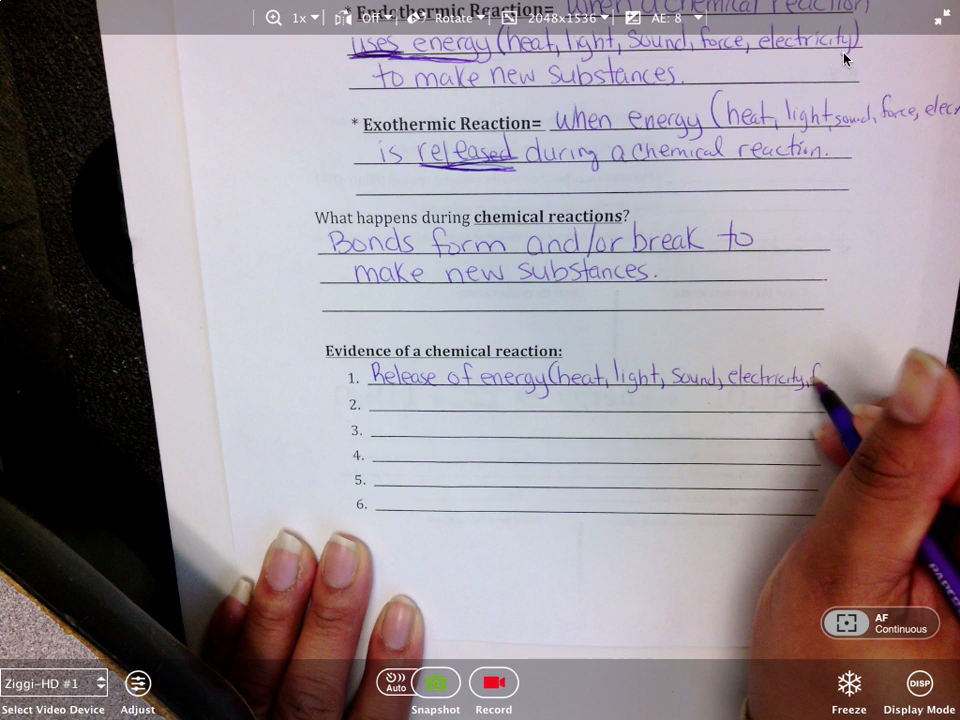 1x Off Rotate 2048x1536 AE: 8
* Endothermic Reaction= when a chemical reaction
uses energy (heat, light, sound, force, electricity)
to make new substances.
* Exothermic Reaction= when energy (heat, light, sound, force, elec
is released during a chemical reaction.
What happens during chemical reactions?
Bonds form and/or break to
make new substances.
Evidence of a chemical reaction:
1. Release of energy (heat, light, sound, electricity, f
2.
3.
4.
5.
6.
AF
Continuous
Ziggi-HD #1
Auto
DISP
Select Video Device Adjust Snapshot Record Freeze Display Mode